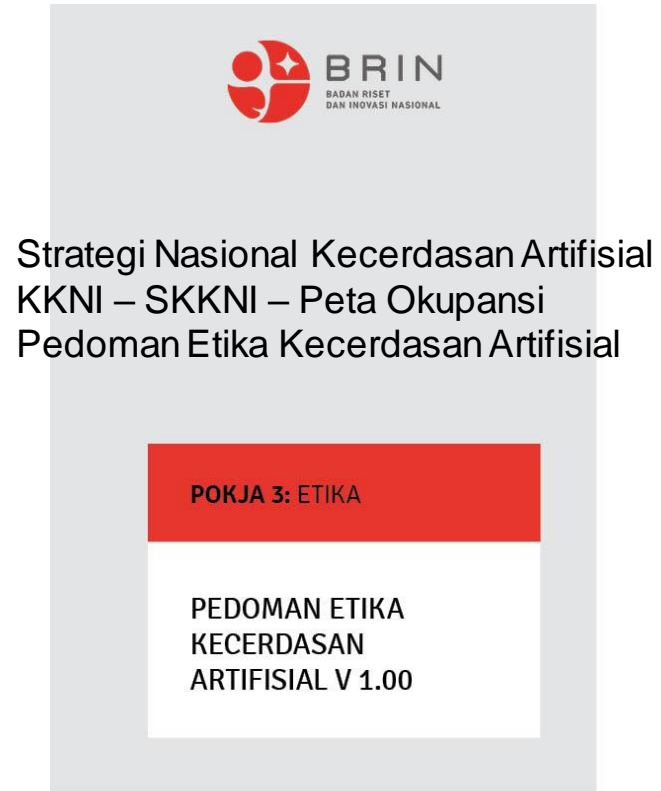 BRIN
BADAN RISET
DAN INOVASI NASIONAL
Strategi Nasional Kecerdasan Artifisial
KKNI – SKKNI – Peta Okupansi
Pedoman Etika Kecerdasan Artifisial
POKJA 3: ETIKA
PEDOMAN ETIKA
KECERDASAN
ARTIFISIAL V 1.00